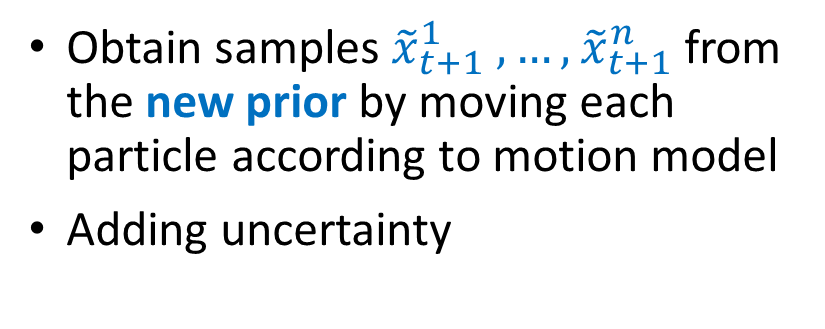 • Obtain samples x̃¹ₜ₊₁ , … , x̃ⁿₜ₊₁ from
the new prior by moving each
particle according to motion model
• Adding uncertainty